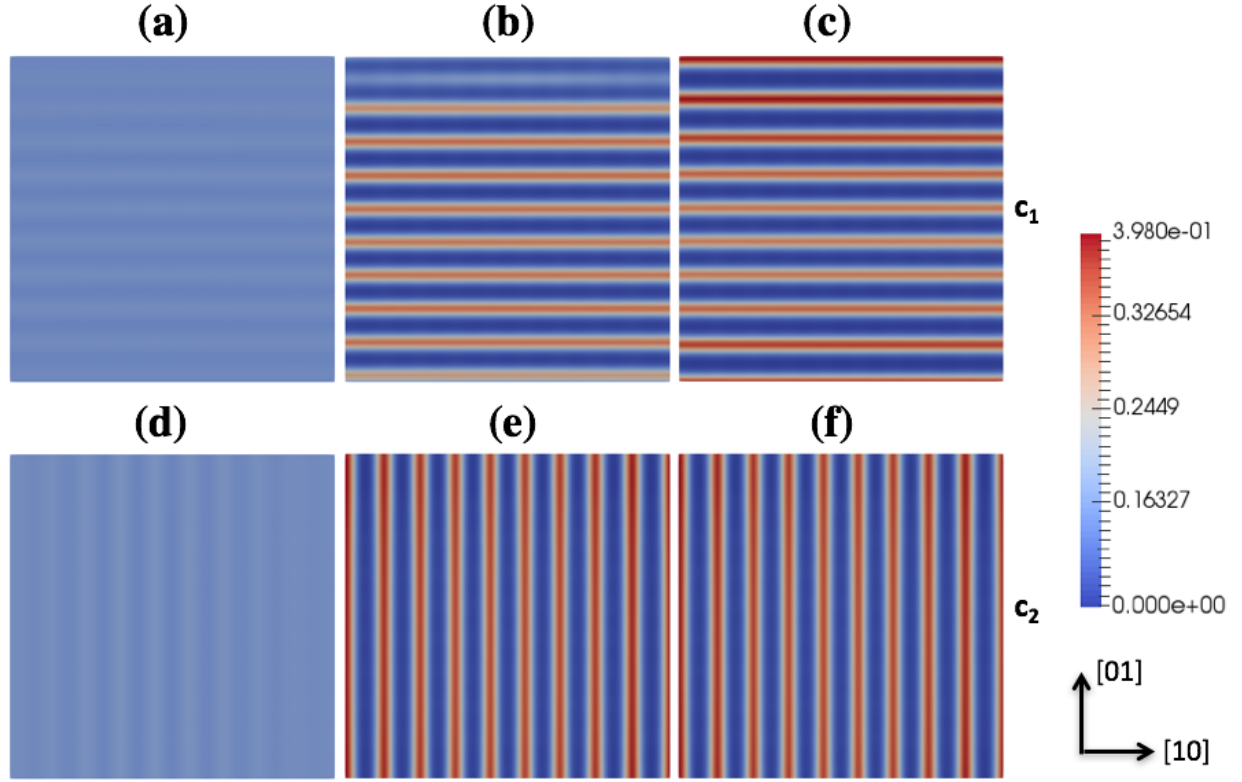 (a) (b) (c)
c1
3.980e-01
0.32654
0.2449
0.16327
0.000e+00
(d) (e) (f)
c2
[01]
[10]